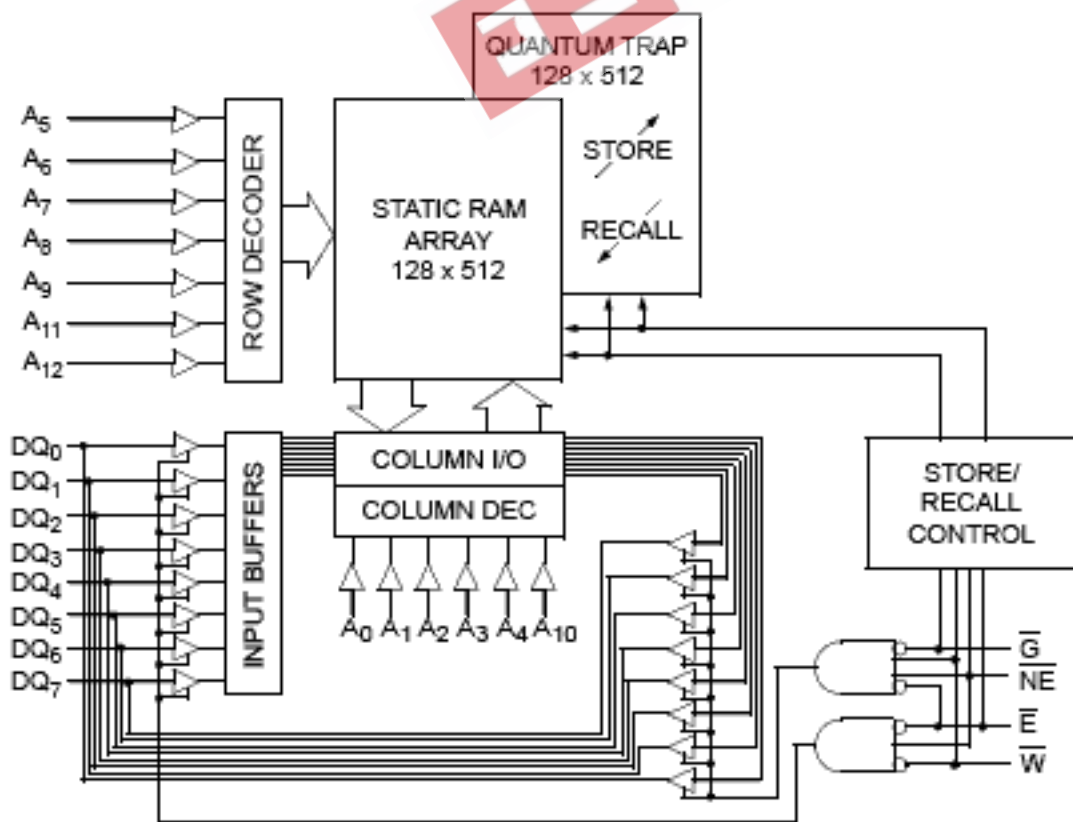 QUANTUM TRAP
128 x 512
STORE
RECALL
A5
A6
A7
A8
A9
A11
A12
ROW DECODER
STATIC RAM
ARRAY
128 x 512
DQ0
DQ1
DQ2
DQ3
DQ4
DQ5
DQ6
DQ7
INPUT BUFFERS
COLUMN I/O
COLUMN DEC
A0
A1
A2
A3
A4
A10
STORE/
RECALL
CONTROL
G̅
N̅E̅
E̅
W̅